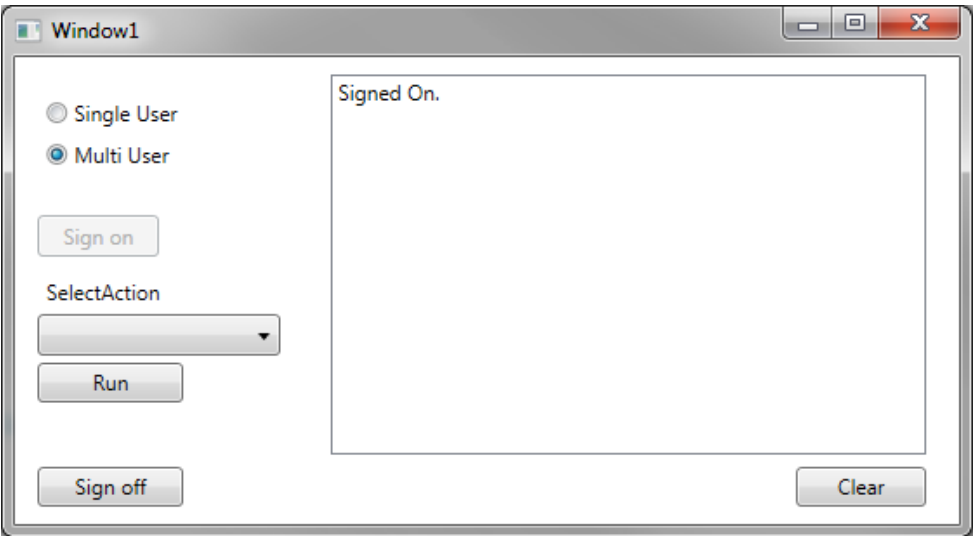 Window1
Single User
Multi User
Sign on
SelectAction
Run
Sign off
Signed On.
Clear